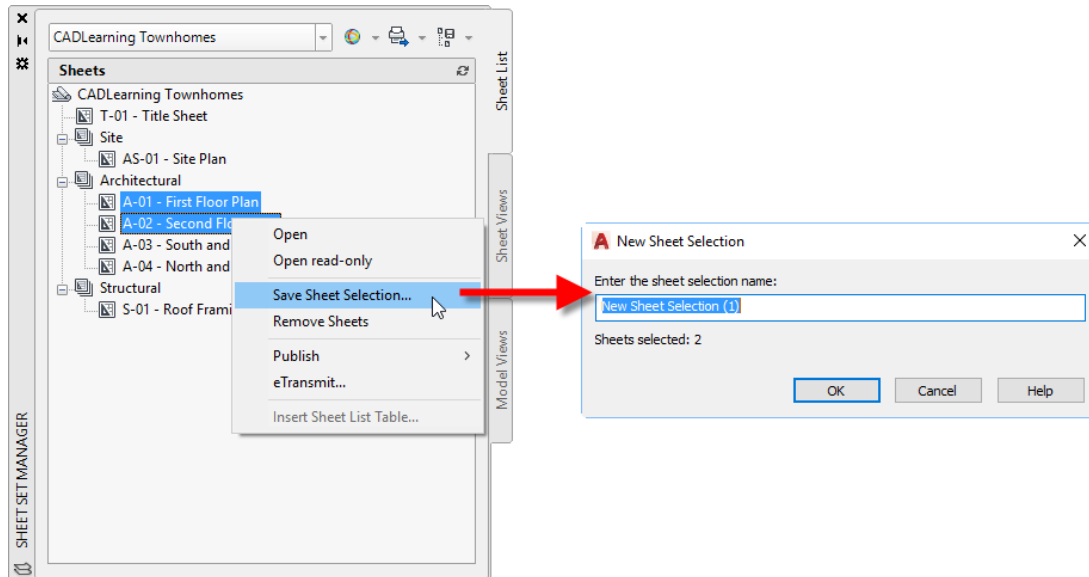 CADLearning Townhomes
Sheets
CADLearning Townhomes
T-01 - Title Sheet
Site
AS-01 - Site Plan
Architectural
A-01 - First Floor Plan
A-02 - Second Flo
A-03 - South and
A-04 - North and
Structural
S-01 - Roof Frami
Open
Open read-only
Save Sheet Selection...
Remove Sheets
Publish
eTransmit...
Insert Sheet List Table...
Sheet List
Sheet Views
Model Views
SHEET SET MANAGER
A New Sheet Selection
Enter the sheet selection name:
New Sheet Selection (1)
Sheets selected: 2
OK Cancel Help